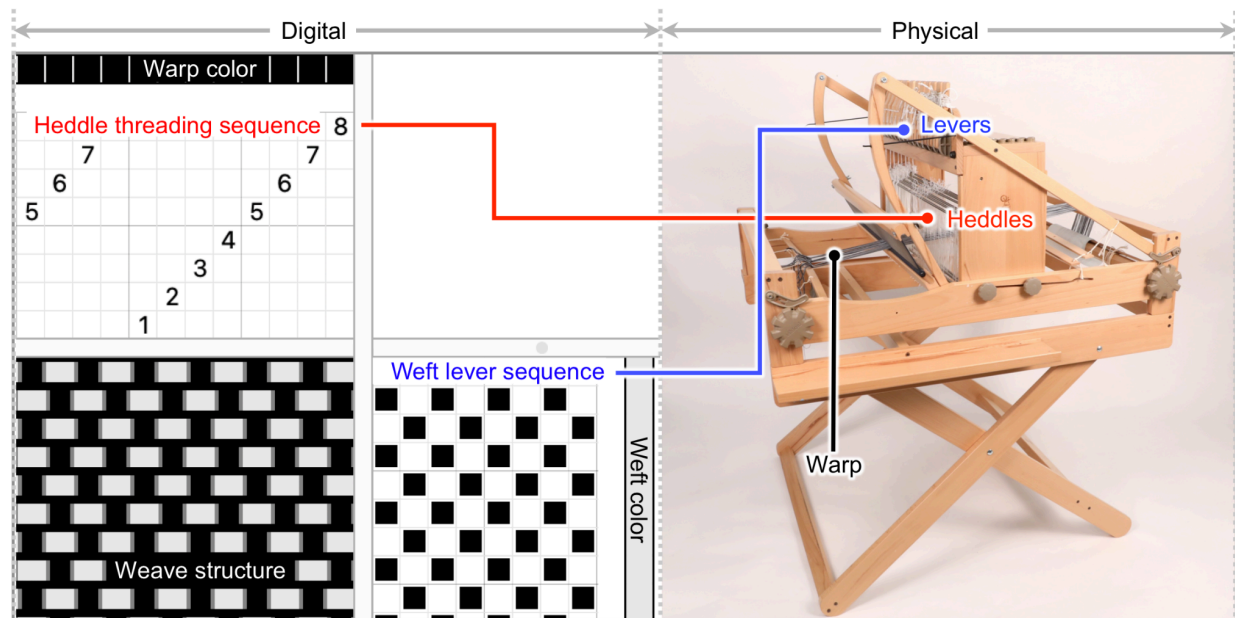 Digital
Physical
Warp color
Heddle threading sequence 8
7 7
6 6
5 5
4
3
2
1
Levers
Heddles
Weft lever sequence
Warp
Weft color
Weave structure